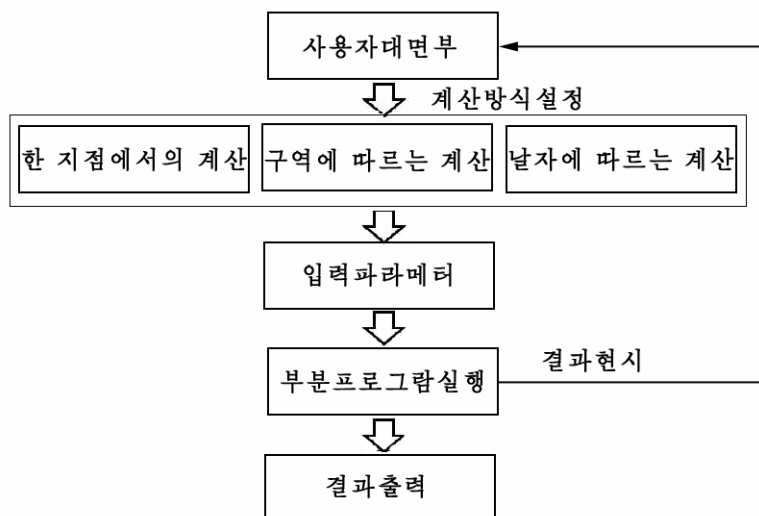 사용자대면부
계산방식설정
한 지점에서의 계산
구역에 따르는 계산
날자에 따르는 계산
입력파라메터
부분프로그람실행
결과현시
결과출력